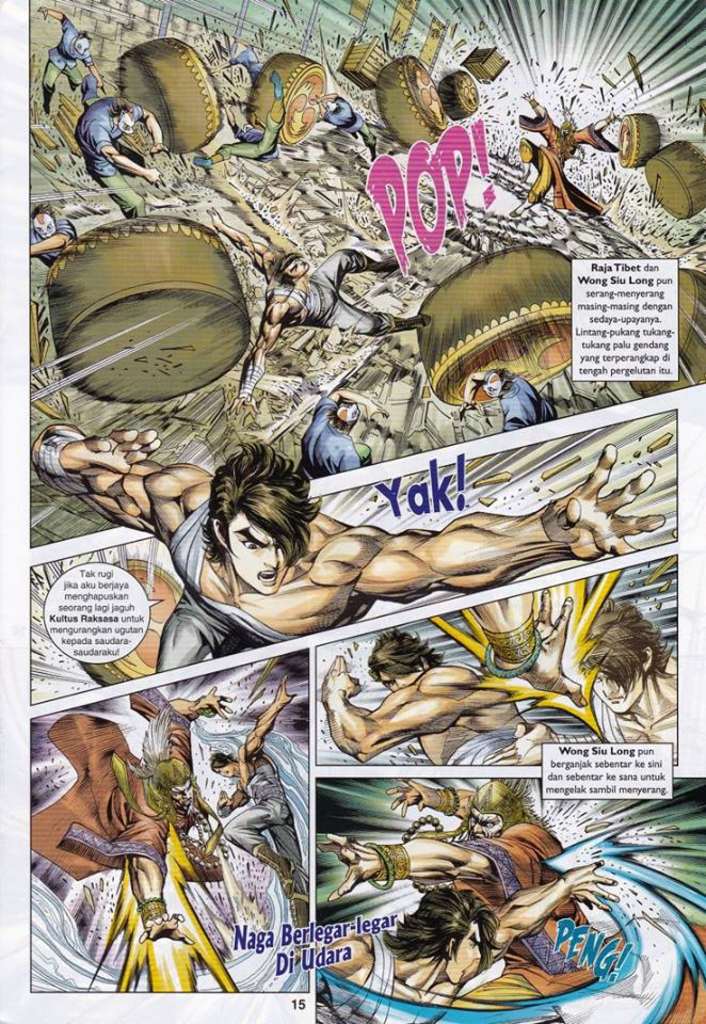 POP!
Raja Tibet dan
Wong Siu Long pun
serang-menyerang
masing-masing dengan
sedaya-upayanya.
Lintang-pukang tukang-
tukang palu gendang
yang terperangkap di
tengah pergelutan itu.
Yak!
Tak rugi
jika aku berjaya
menghapuskan
seorang lagi jaguh
Kultus Raksasa untuk
mengurangkan ugutan
kepada saudara-
saudaraku!
Wong Siu Long pun
berganjak sebentar ke sini
dan sebentar ke sana untuk
mengelak sambil menyerang.
Naga Berlegar-legar
Di Udara
PENG!
15